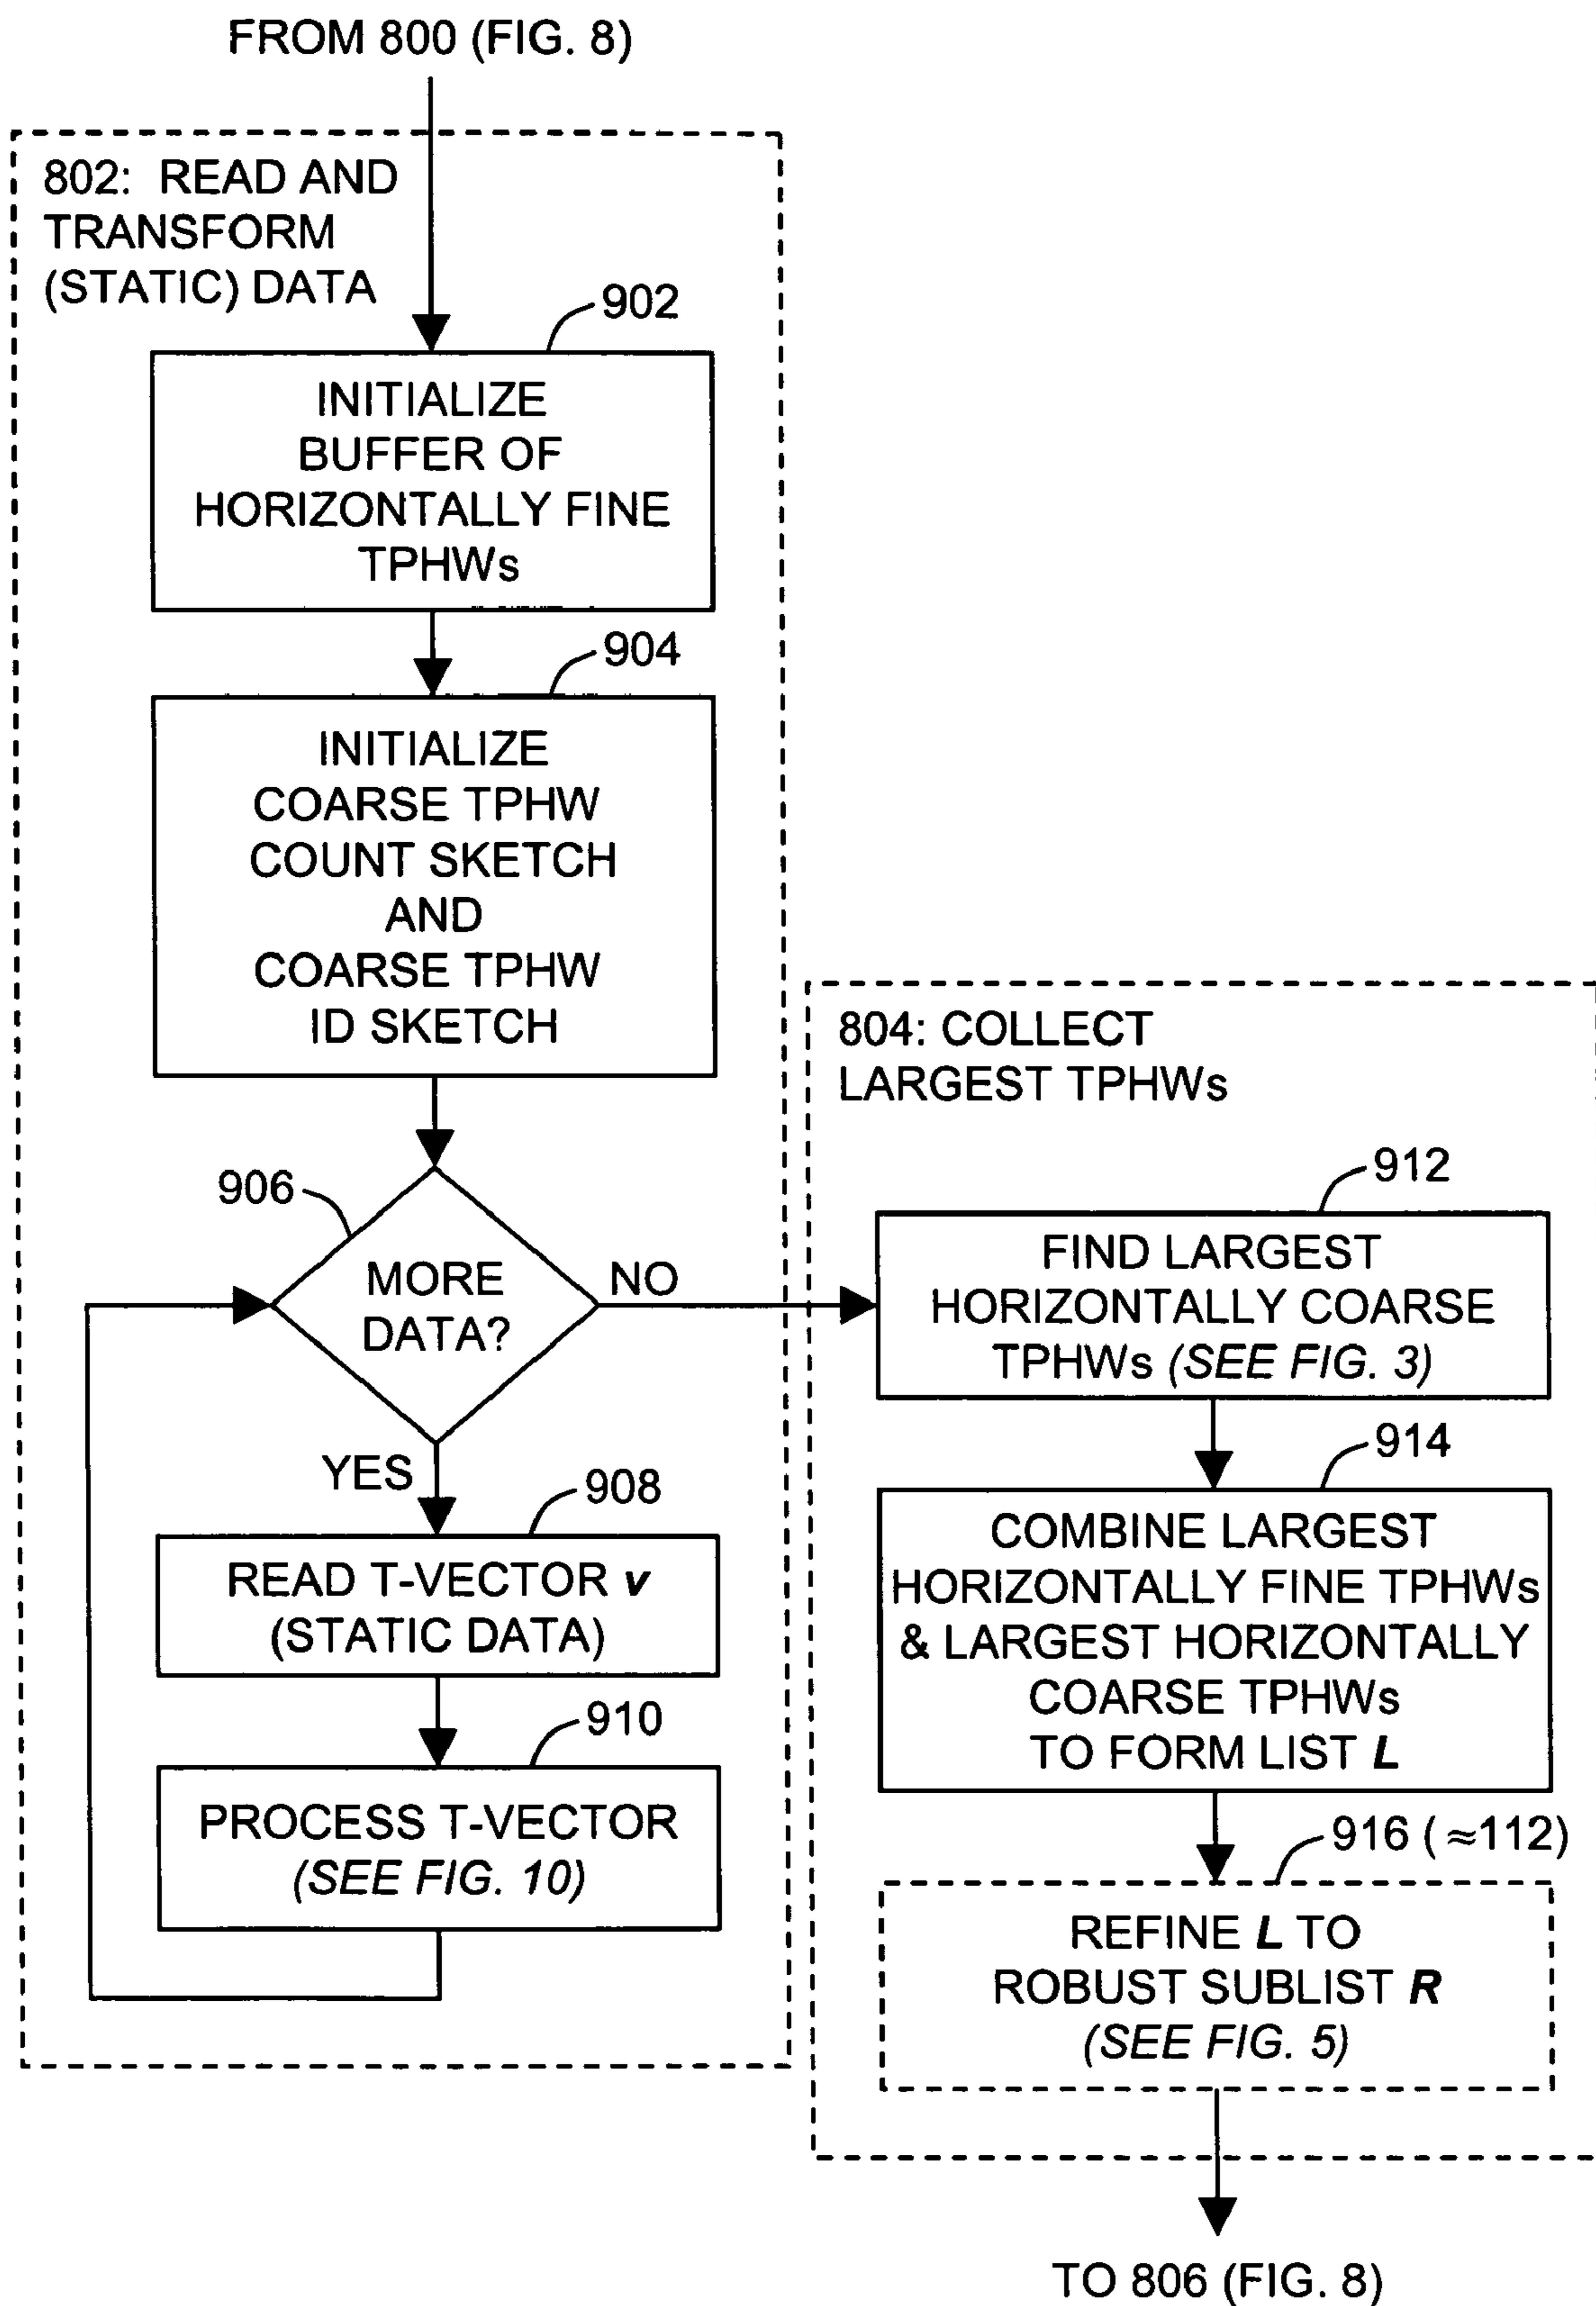 FROM 800 (FIG. 8)
802: READ AND
TRANSFORM
(STATIC) DATA
902
INITIALIZE
BUFFER OF
HORIZONTALLY FINE
TPHWs
904
INITIALIZE
COARSE TPHW
COUNT SKETCH
AND
COARSE TPHW
ID SKETCH
906
MORE
DATA?
NO
YES
908
READ T-VECTOR v
(STATIC DATA)
910
PROCESS T-VECTOR
(SEE FIG. 10)
804: COLLECT
LARGEST TPHWs
912
FIND LARGEST
HORIZONTALLY COARSE
TPHWs (SEE FIG. 3)
914
COMBINE LARGEST
HORIZONTALLY FINE TPHWs
& LARGEST HORIZONTALLY
COARSE TPHWs
TO FORM LIST L
916 (≈112)
REFINE L TO
ROBUST SUBLIST R
(SEE FIG. 5)
TO 806 (FIG. 8)